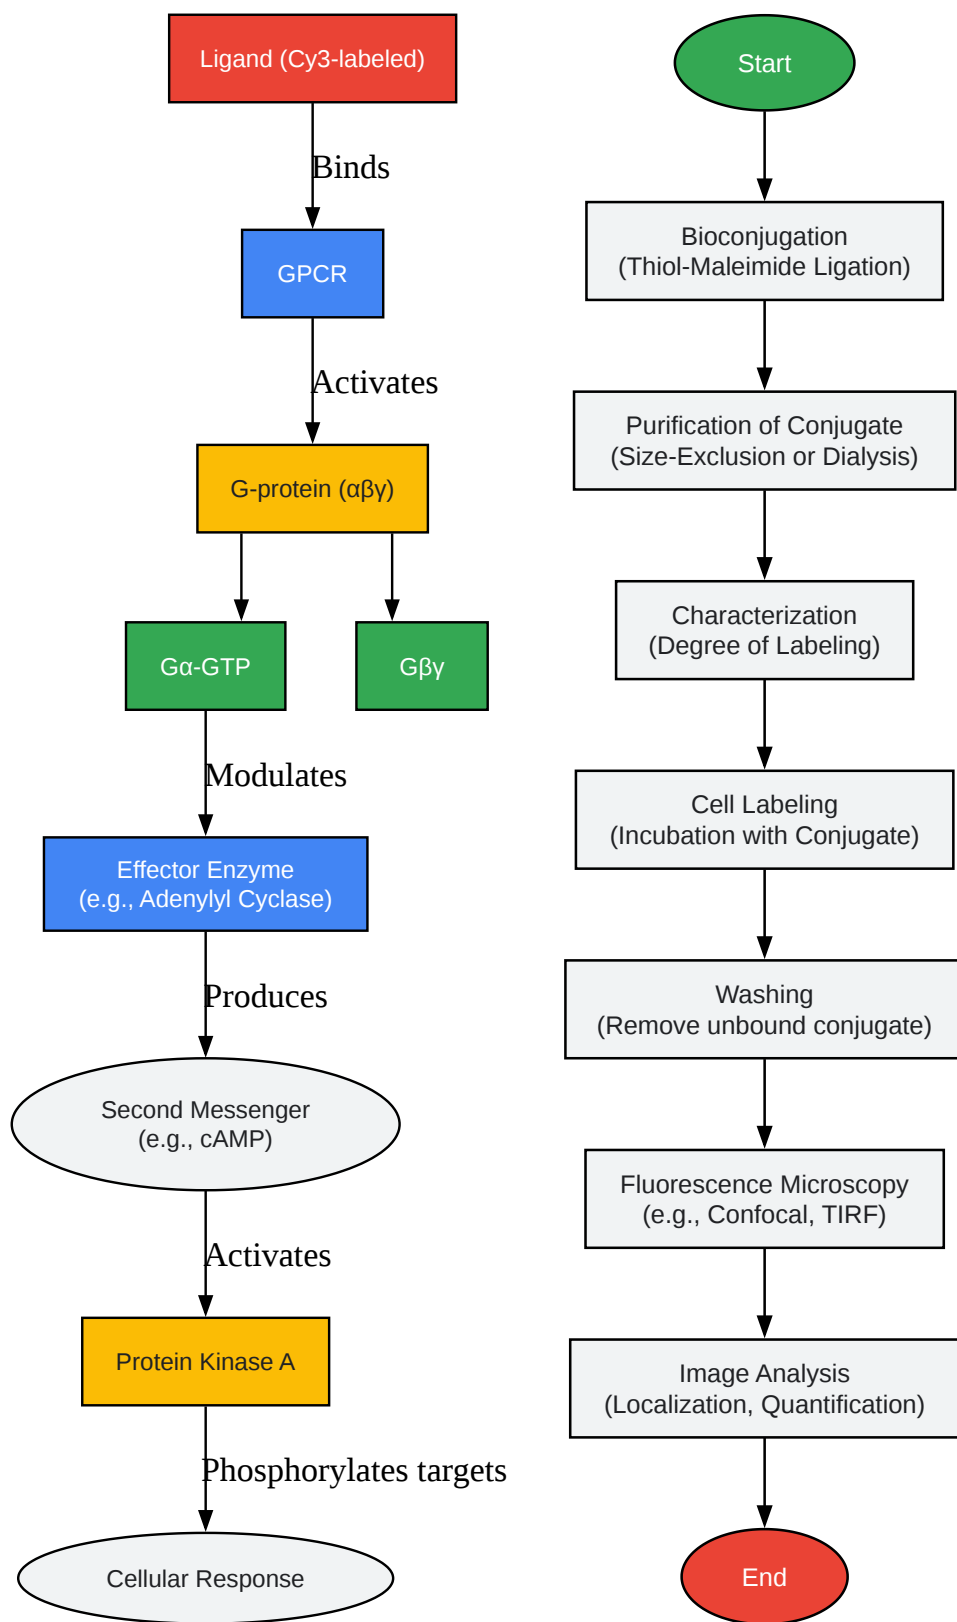 Ligand (Cy3-labeled)
Binds
GPCR
Activates
G-protein (αβγ)
Gα-GTP
Gβγ
Modulates
Effector Enzyme
(e.g., Adenylyl Cyclase)
Produces
Second Messenger
(e.g., cAMP)
Activates
Protein Kinase A
Phosphorylates targets
Cellular Response
Start
Bioconjugation
(Thiol-Maleimide Ligation)
Purification of Conjugate
(Size-Exclusion or Dialysis)
Characterization
(Degree of Labeling)
Cell Labeling
(Incubation with Conjugate)
Washing
(Remove unbound conjugate)
Fluorescence Microscopy
(e.g., Confocal, TIRF)
Image Analysis
(Localization, Quantification)
End